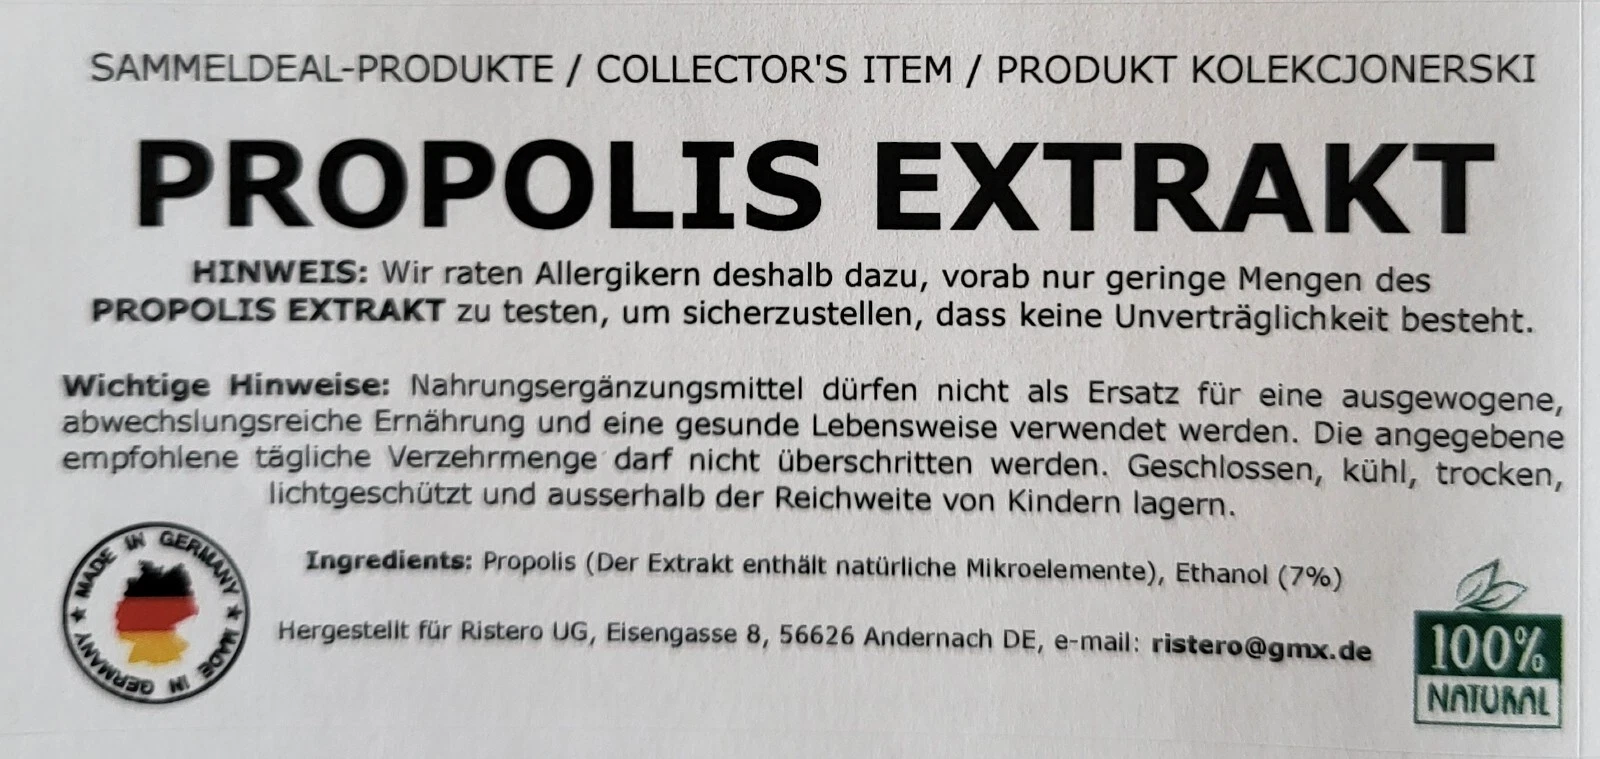 SAMMELDEAL-PRODUKTE / COLLECTOR'S ITEM / PRODUKT KOLEKCJONERSKI
PROPOLIS EXTRAKT
HINWEIS: Wir raten Allergikern deshalb dazu, vorab nur geringe Mengen des
PROPOLIS EXTRAKT zu testen, um sicherzustellen, dass keine Unverträglichkeit besteht.
Wichtige Hinweise: Nahrungsergänzungsmittel dürfen nicht als Ersatz für eine ausgewogene,
abwechslungsreiche Ernährung und eine gesunde Lebensweise verwendet werden. Die angegebene
empfohlene tägliche Verzehrmenge darf nicht überschritten werden. Geschlossen, kühl, trocken,
lichtgeschützt und ausserhalb der Reichweite von Kindern lagern.
MADE IN GERMANY ★ MADE IN GERMANY ★
Ingredients: Propolis (Der Extrakt enthält natürliche Mikroelemente), Ethanol (7%)
Hergestellt für Ristero UG, Eisengasse 8, 56626 Andernach DE, e-mail: ristero@gmx.de
100%
NATURAL